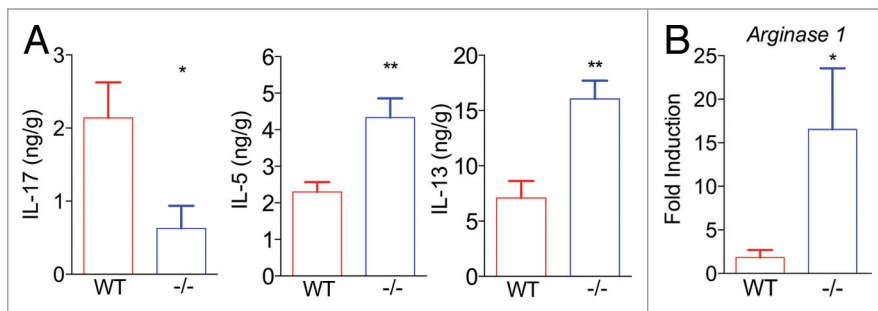 A
IL-17 (ng/g)
3
2
1
0
*
WT
-/-
IL-5 (ng/g)
6
5
4
3
2
1
0
**
WT
-/-
IL-13 (ng/g)
20
15
10
5
0
**
WT
-/-
B
Arginase 1
Fold Induction
25
20
15
10
5
0
*
WT
-/-